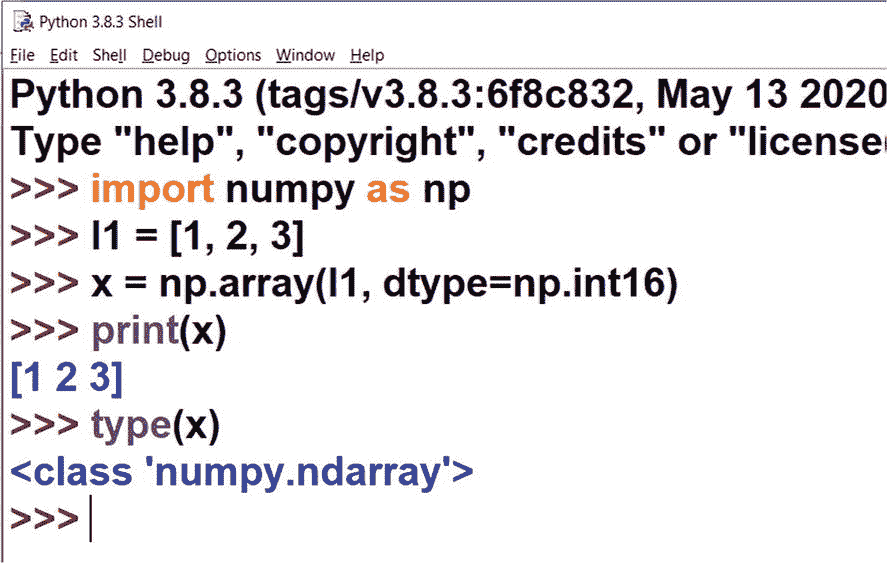 Python 3.8.3 Shell
File Edit Shell Debug Options Window Help
Python 3.8.3 (tags/v3.8.3:6f8c832, May 13 2020
Type "help", "copyright", "credits" or "license(
>>> import numpy as np
>>> l1 = [1, 2, 3]
>>> x = np.array(l1, dtype=np.int16)
>>> print(x)
[1 2 3]
>>> type(x)
<class 'numpy.ndarray'>
>>>